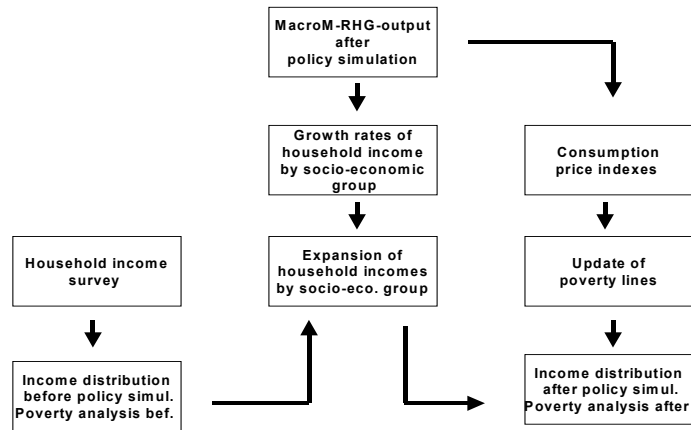 MacroM-RHG-output
after
policy simulation
Growth rates of
household income
by socio-economic
group
Consumption
price indexes
Household income
survey
Expansion of
household incomes
by socio-eco. group
Update of
poverty lines
Income distribution
before policy simul.
Poverty analysis bef.
Income distribution
after policy simul.
Poverty analysis after